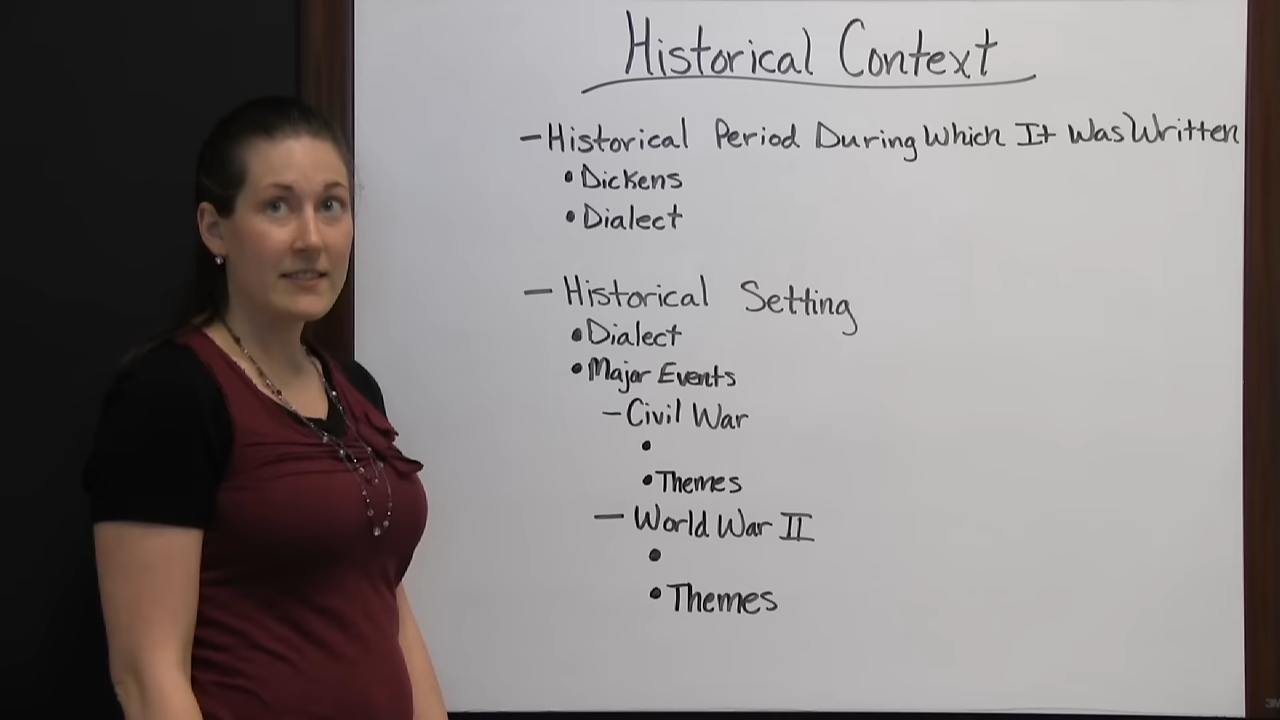 Historical Context
– Historical Period During Which It Was Written
• Dickens
• Dialect
– Historical Setting
• Dialect
• Major Events
– Civil War
•
• Themes
– World War II
•
• Themes